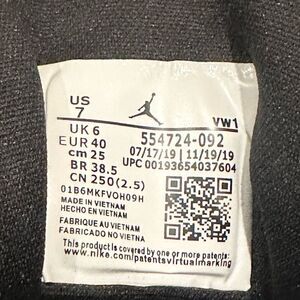 US
7
VW1
UK 6
EUR 40
cm 25
BR 38.5
CN 250 (2.5)
554724-092
07/17/19 | 11/19/19
UPC 00193654037604
01B6MKFVOH09H
MADE IN VIETNAM
HECHO EN VIETNAM
FABRIQUE AU VIETNAM
FABRICADO NO VIETNA
This product is covered by one or more patents
www.nike.com/patentsvirtualmarking